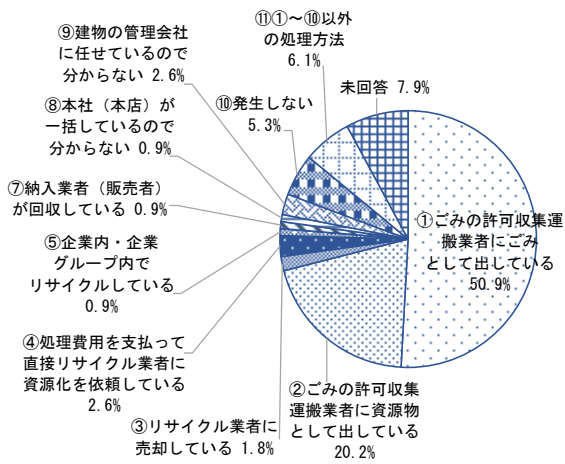 ①ごみの許可収集運
搬業者にごみ
として出している
50.9%
②ごみの許可収集
運搬業者に資源物
として出している
20.2%
③リサイクル業者に
売却している 1.8%
④処理費用を支払って
直接リサイクル業者に
資源化を依頼している
2.6%
⑤企業内・企業
グループ内で
リサイクルしている
0.9%
⑦納入業者（販売者）
が回収している 0.9%
⑧本社（本店）が
一括しているので
分からない 0.9%
⑨建物の管理会社
に任せているので
分からない 2.6%
⑩発生しない
5.3%
⑪①～⑩以外
の処理方法
6.1%
未回答 7.9%